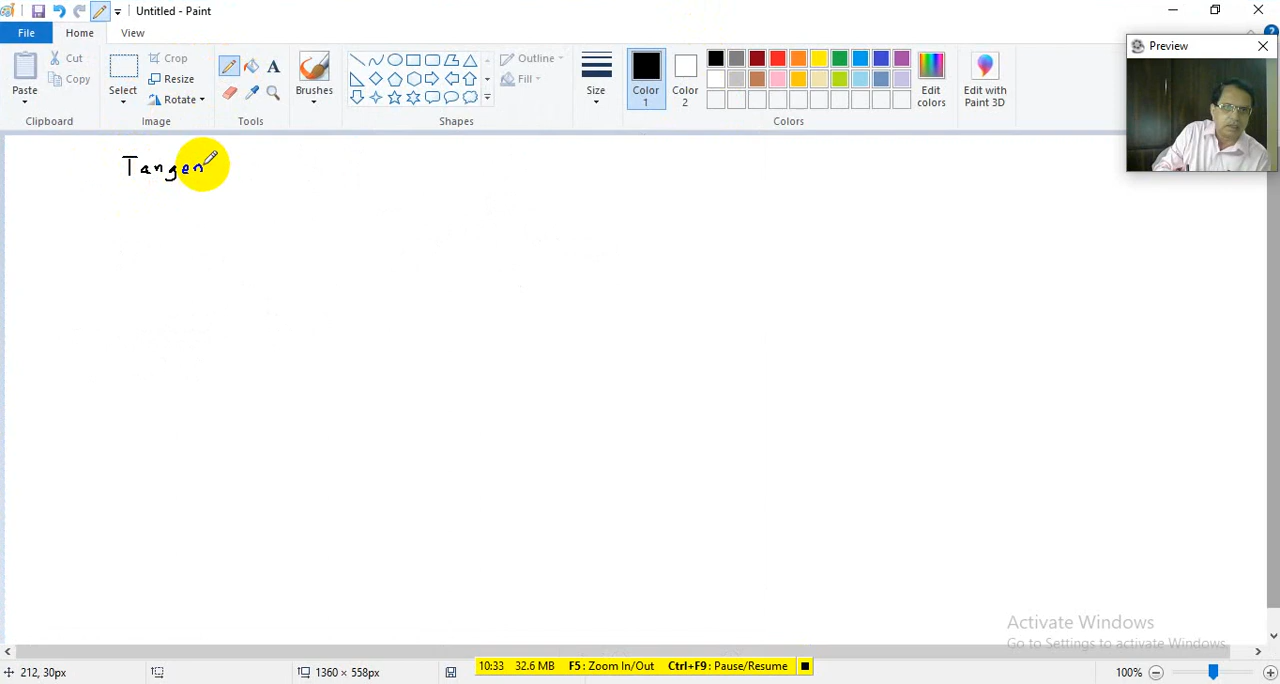 Untitled - Paint
File Home View
Paste
Cut
Copy
Clipboard
Select
Crop
Resize
Rotate
Image
A
Tools
Brushes
Shapes
Outline
Fill
Size
Color 1
Color 2
Colors
Edit colors
Edit with Paint 3D
Preview
Tangen
Activate Windows
Go to Settings to activate Windows.
212, 30px
1360 × 558px
10:33 32.6 MB F5: Zoom In/Out Ctrl+F9: Pause/Resume
100%